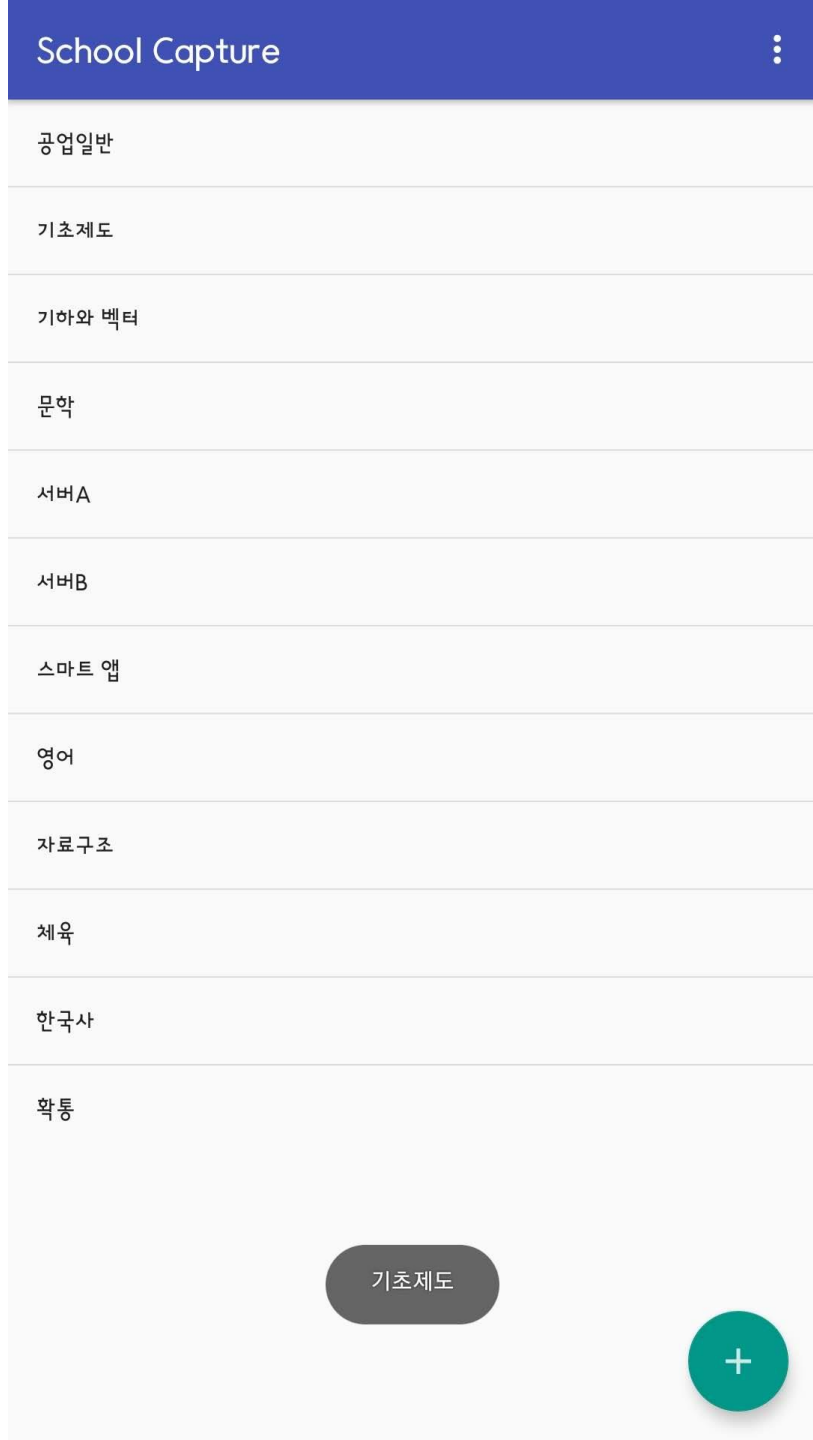 School Capture
공업일반
기초제도
기하와 벡터
문학
서버A
서버B
스마트 앱
영어
자료구조
체육
한국사
확통
기초제도